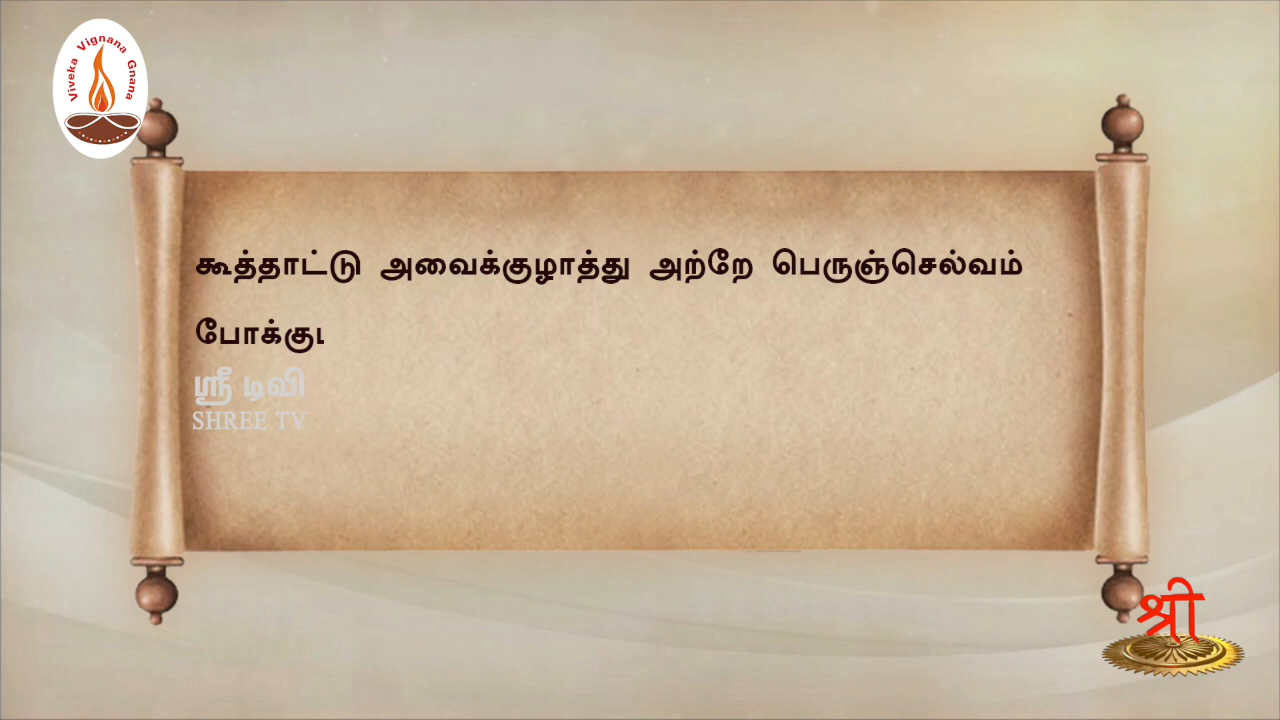 Viveka Vignana Gnana
கூத்தாட்டு அவைக்குழாத்து அற்றே பெருஞ்செல்வம்
போக்கு
ஸ்ரீ டிவி
SHREE TV
श्री